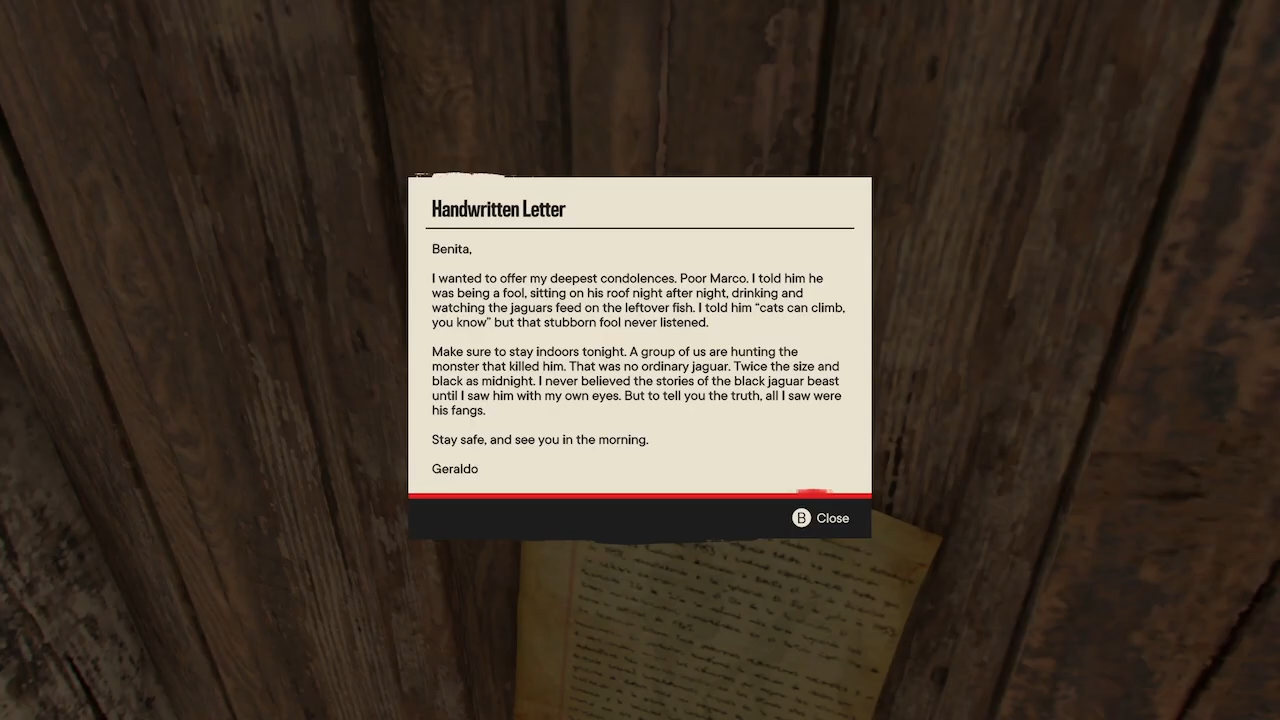 Handwritten Letter
Benita,
I wanted to offer my deepest condolences. Poor Marco. I told him he
was being a fool, sitting on his roof night after night, drinking and
watching the jaguars feed on the leftover fish. I told him “cats can climb,
you know” but that stubborn fool never listened.
Make sure to stay indoors tonight. A group of us are hunting the
monster that killed him. That was no ordinary jaguar. Twice the size and
black as midnight. I never believed the stories of the black jaguar beast
until I saw him with my own eyes. But to tell you the truth, all I saw were
his fangs.
Stay safe, and see you in the morning.
Geraldo
B Close